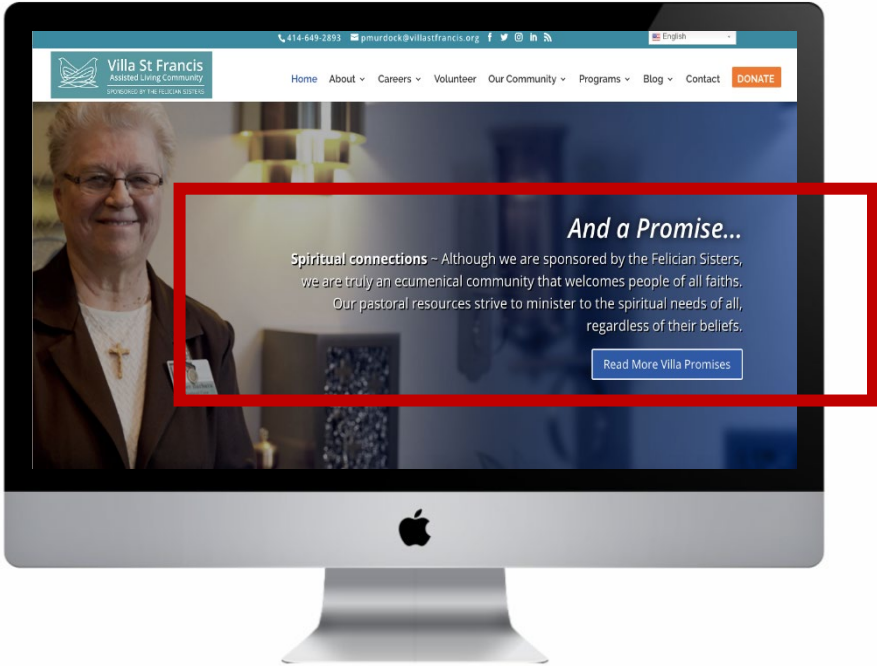 414-649-2893 pmurdock@villastfrancis.org
English
Villa St Francis
Assisted Living Community
SPONSORED BY THE FELICIAN SISTERS
Home About Careers Volunteer Our Community Programs Blog Contact DONATE
And a Promise...
Spiritual connections ~ Although we are sponsored by the Felician Sisters,
we are truly an ecumenical community that welcomes people of all faiths.
Our pastoral resources strive to minister to the spiritual needs of all,
regardless of their beliefs.
Read More Villa Promises